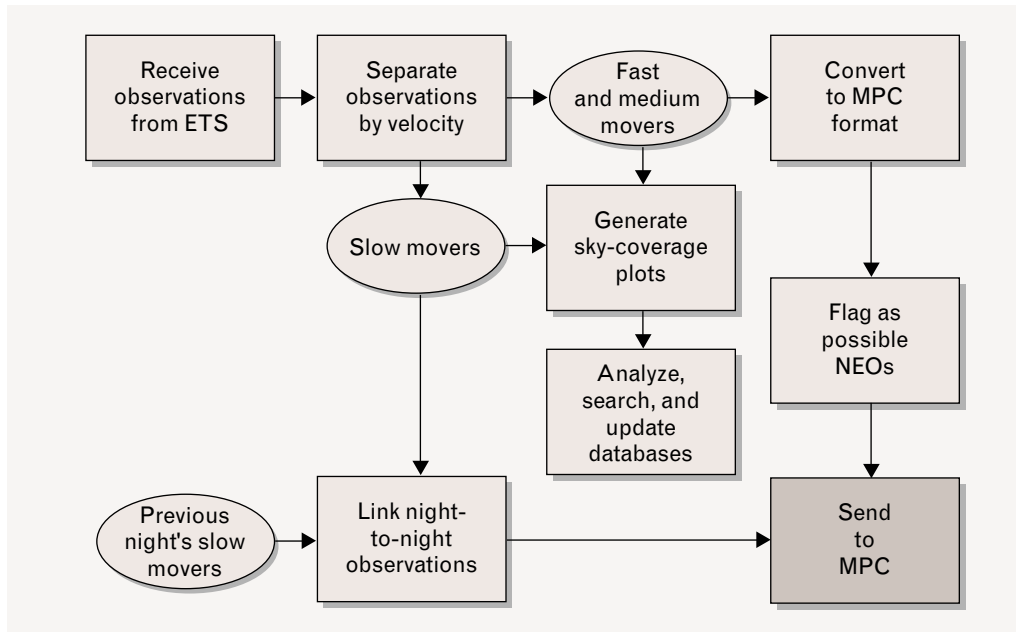 Receive
observations
from ETS
Separate
observations
by velocity
Fast
and medium
movers
Convert
to MPC
format
Slow movers
Generate
sky-coverage
plots
Flag as
possible
NEOs
Analyze,
search, and
update
databases
Previous
night's slow
movers
Link night-
to-night
observations
Send
to
MPC